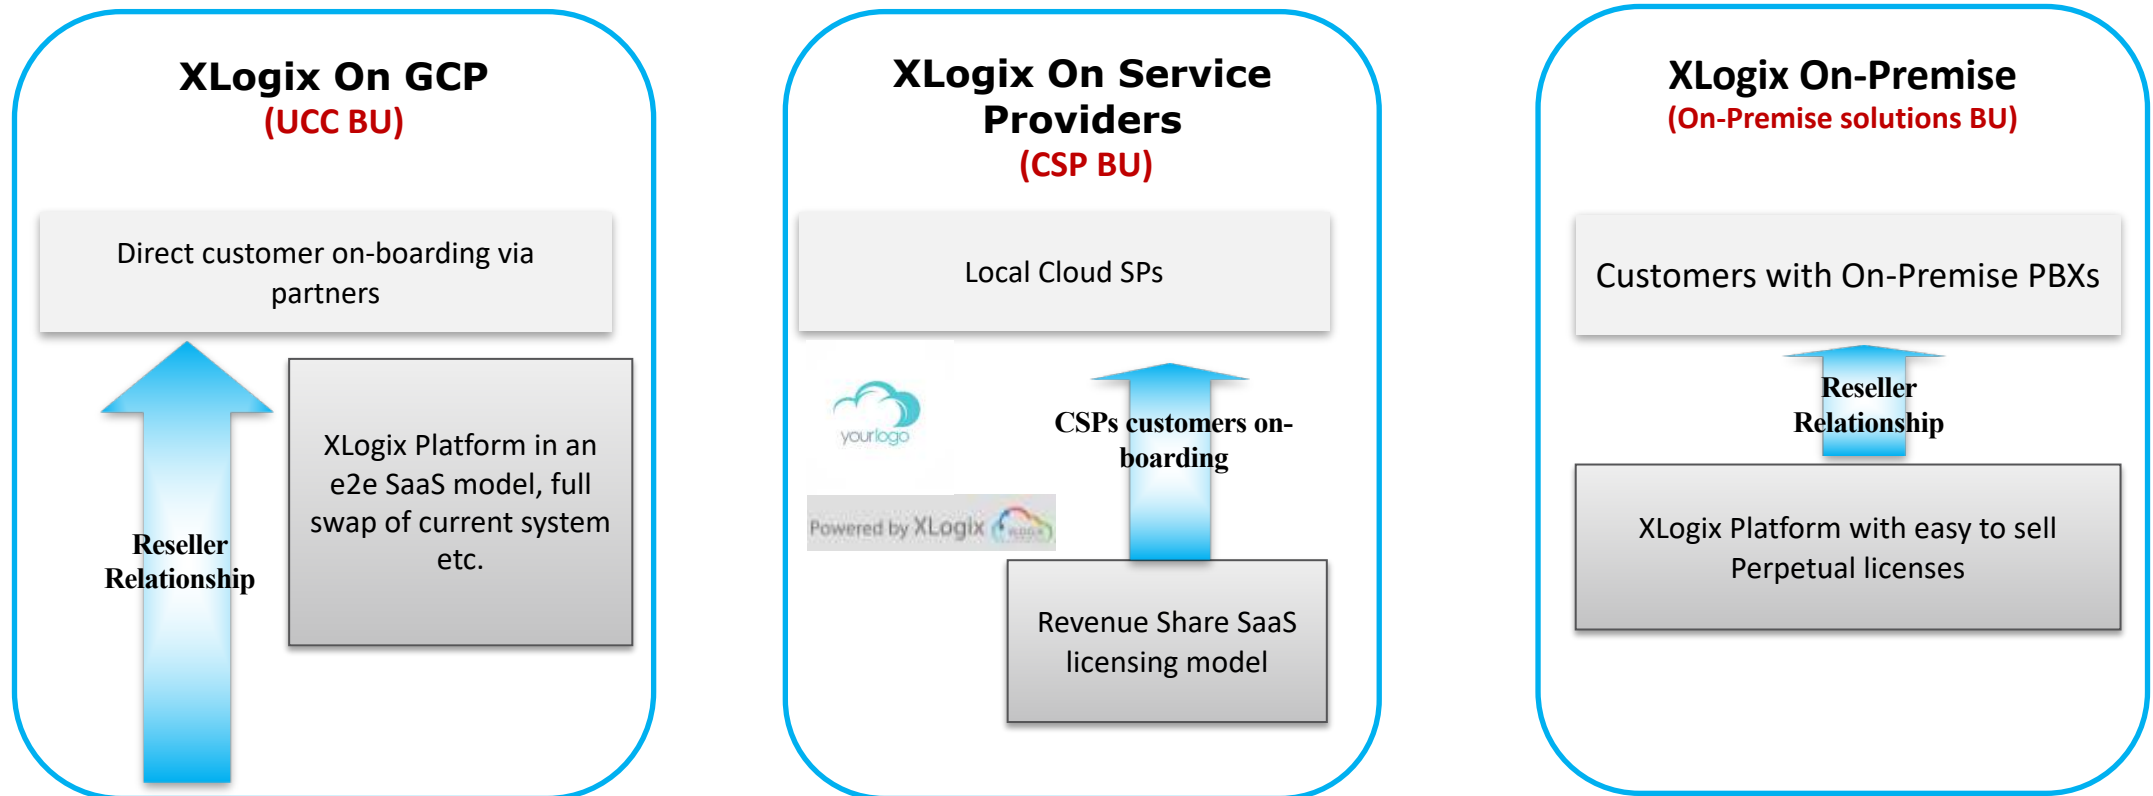 XLogix On GCP
(UCC BU)
Direct customer on-boarding via
partners
XLogix Platform in an
e2e SaaS model, full
swap of current system
etc.
Reseller
Relationship
XLogix On Service
Providers
(CSP BU)
Local Cloud SPs
yourlogo
CSPs customers on-
boarding
Powered by XLogix
Revenue Share SaaS
licensing model
XLogix On-Premise
(On-Premise solutions BU)
Customers with On-Premise PBXs
Reseller
Relationship
XLogix Platform with easy to sell
Perpetual licenses